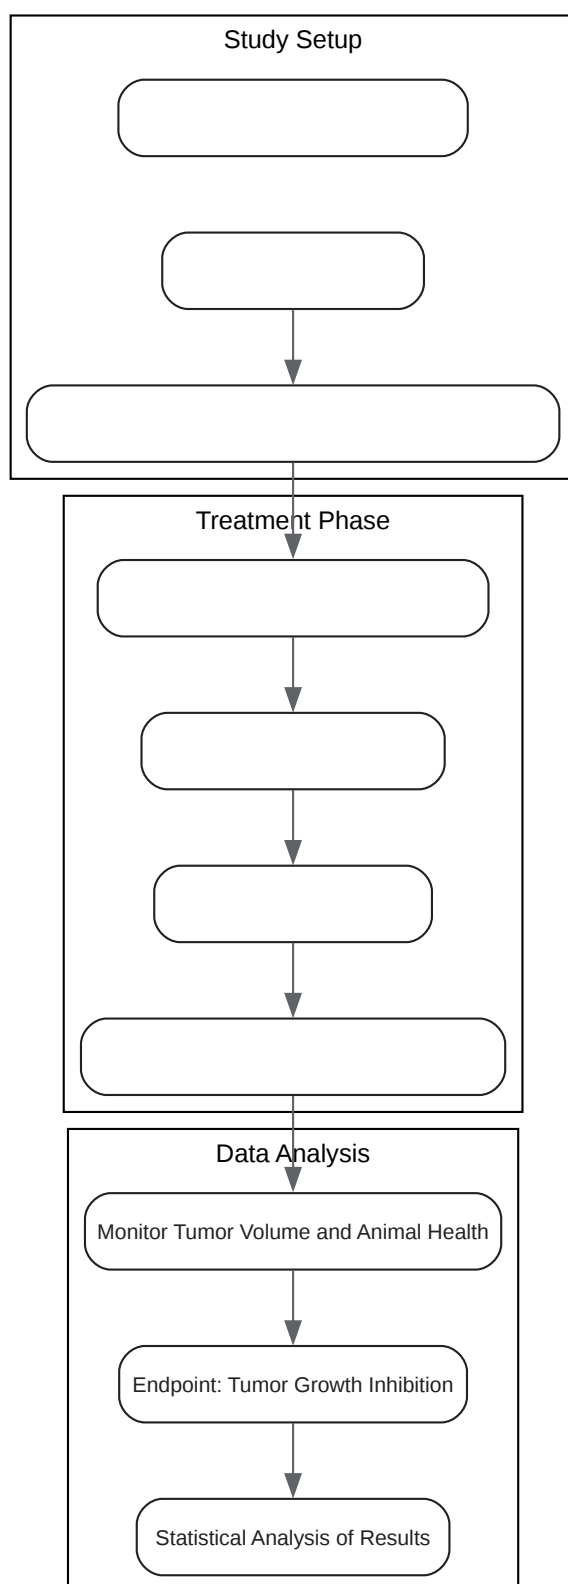 Study Setup
Treatment Phase
Data Analysis
Monitor Tumor Volume and Animal Health
Endpoint: Tumor Growth Inhibition
Statistical Analysis of Results